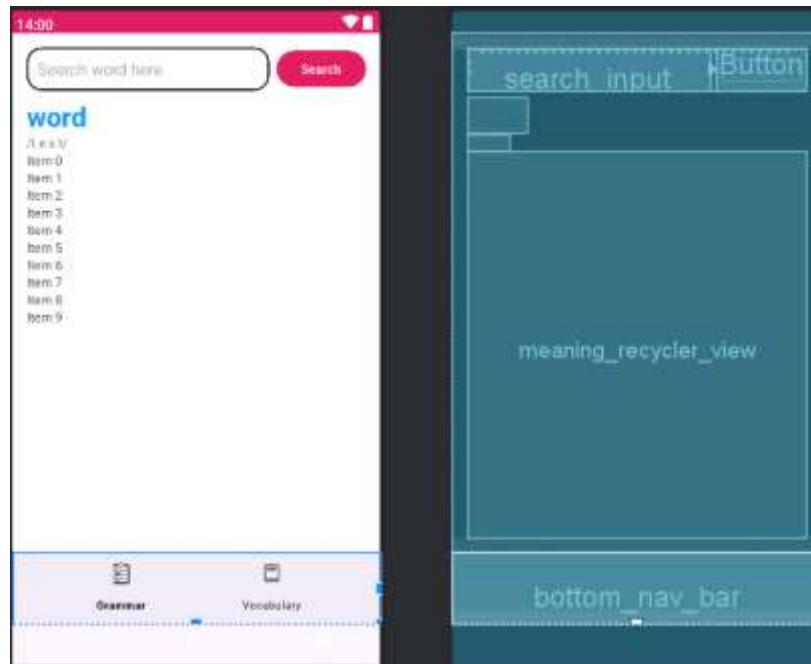 14:00
Search word here
Search
word
Item 0
Item 1
Item 2
Item 3
Item 4
Item 5
Item 6
Item 7
Item 8
Item 9
Grammar
Vocabulary
search_input
Button
meaning_recycler_view
bottom_nav_bar